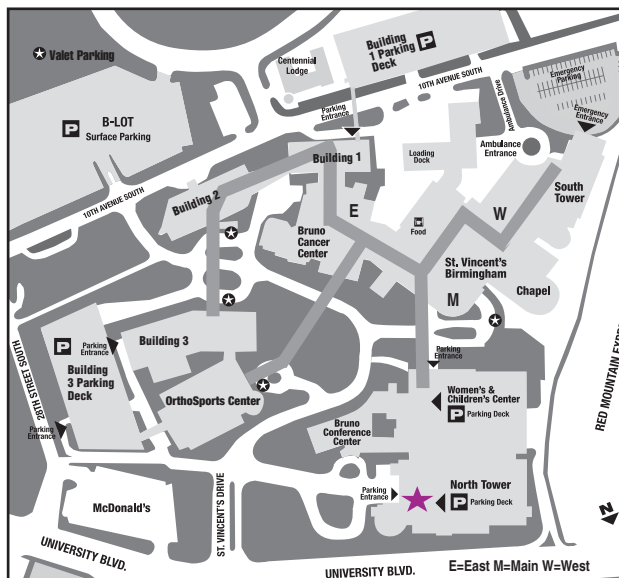 Valet Parking
B-LOT
Surface Parking
P
Centennial
Lodge
Building
1 Parking
Deck
P
10TH AVENUE SOUTH
Parking
Entrance
Ambulance Drive
Emergency
Parking
Emergency
Entrance
Ambulance
Entrance
Loading
Dock
Building 1
Building 2
10TH AVENUE SOUTH
E
Bruno
Cancer
Center
Food
W
South
Tower
St. Vincent's
Birmingham
M
Chapel
28TH STREET SOUTH
P
Building
3 Parking
Deck
Parking
Entrance
Parking
Entrance
Building 3
OrthoSports Center
Parking
Entrance
Women's &
Children's Center
P Parking Deck
Bruno
Conference
Center
Parking
Entrance
North Tower
P Parking Deck
McDonald's
ST. VINCENT'S DRIVE
UNIVERSITY BLVD.
UNIVERSITY BLVD.
E=East M=Main W=West
N